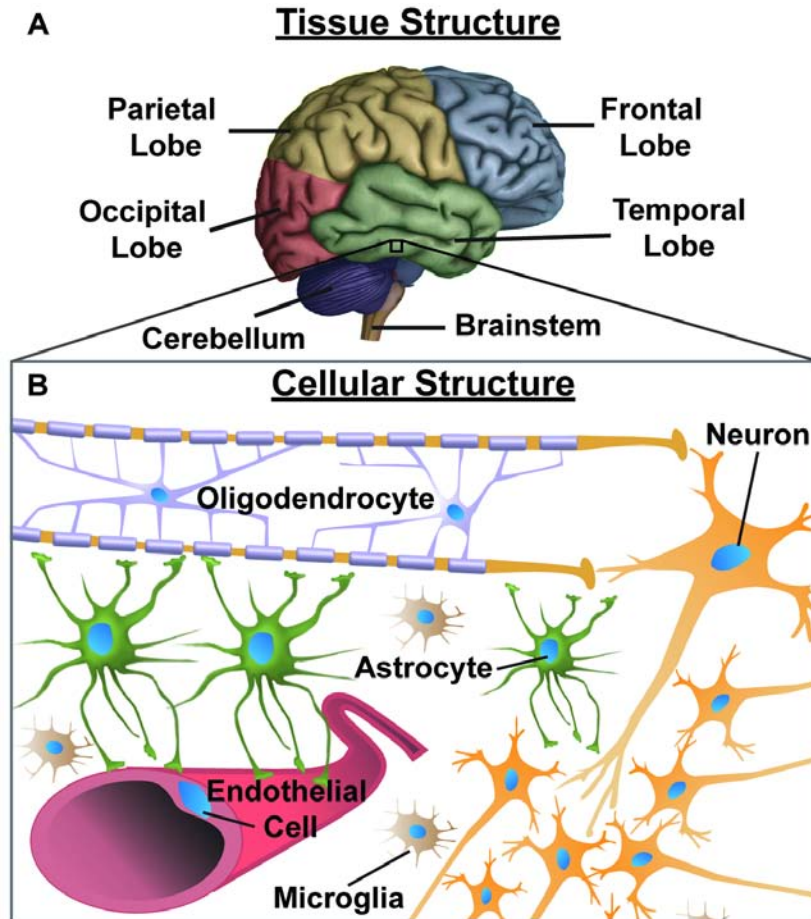 A
Tissue Structure
Parietal
Lobe
Frontal
Lobe
Occipital
Lobe
Temporal
Lobe
Cerebellum
Brainstem
B
Cellular Structure
Neuron
Oligodendrocyte
Astrocyte
Endothelial
Cell
Microglia